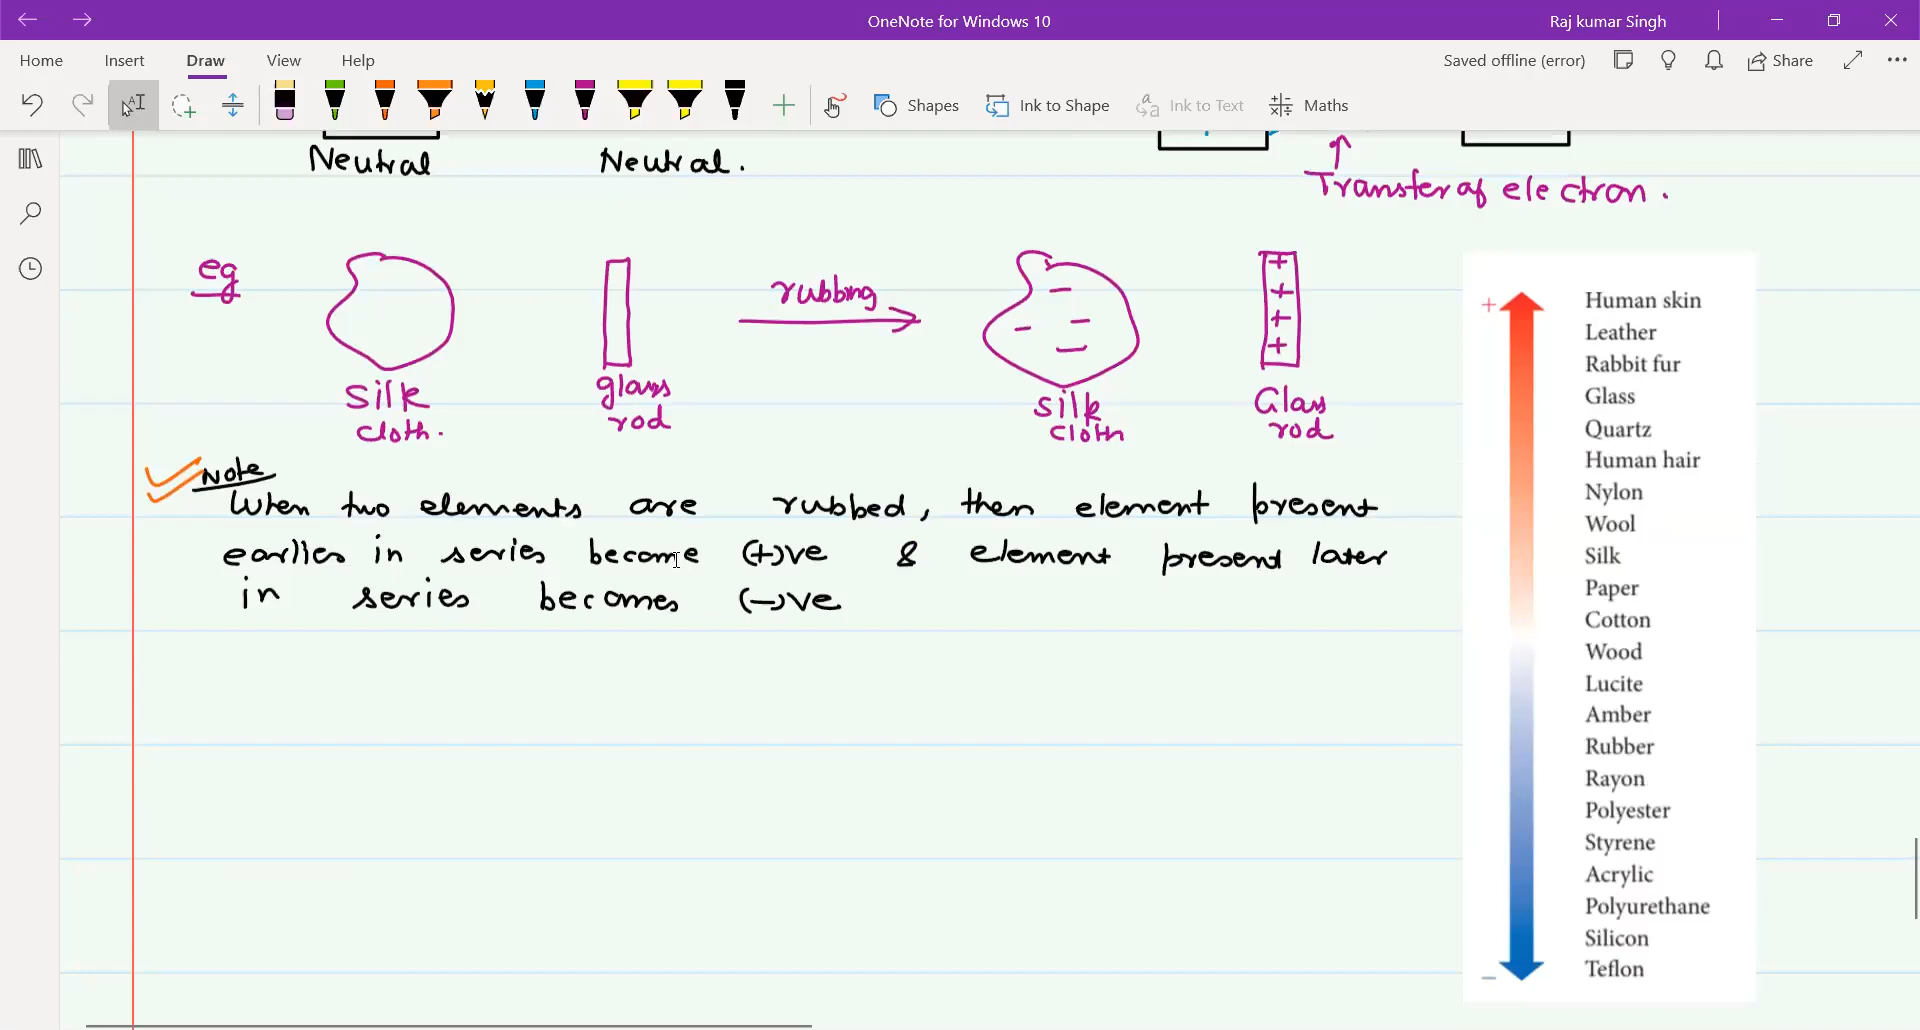 OneNote for Windows 10
Raj kumar Singh
Home
Insert
Draw
View
Help
Saved offline (error)
Share
Shapes
Ink to Shape
Ink to Text
Maths
Neutral
Neutral.
Transfer of electron.
eg
Silk
cloth.
glass
rod
rubbing
silk
cloth
Glass
rod
Note
When two elements are rubbed, then element present
earlies in series become (+)ve & element present later
in series becomes (-)ve
+
Human skin
Leather
Rabbit fur
Glass
Quartz
Human hair
Nylon
Wool
Silk
Paper
Cotton
Wood
Lucite
Amber
Rubber
Rayon
Polyester
Styrene
Acrylic
Polyurethane
Silicon
Teflon
−